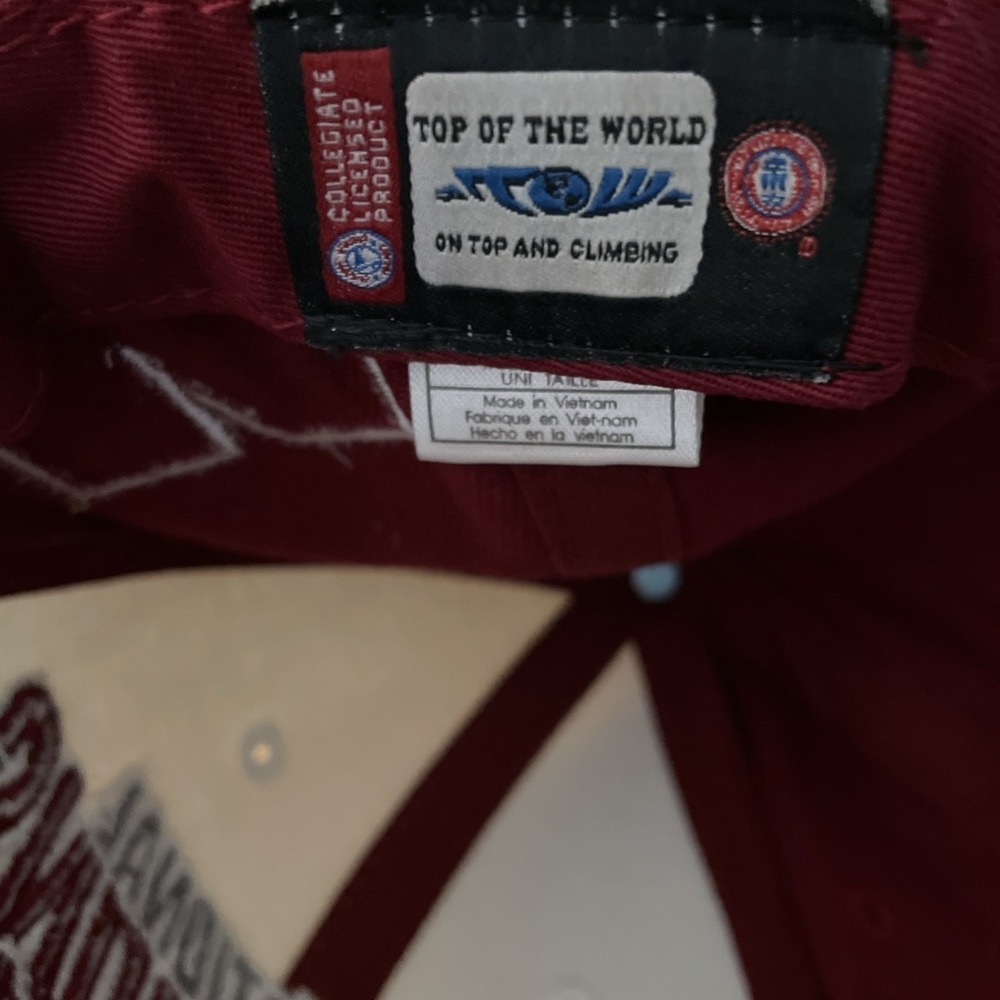 COLLEGIATE
LICENSED
PRODUCT
TOP OF THE WORLD
TOW
ON TOP AND CLIMBING
UNI TAILLE
Made in Vietnam
Fabrique en Viet-nam
Hecho en la vietnam